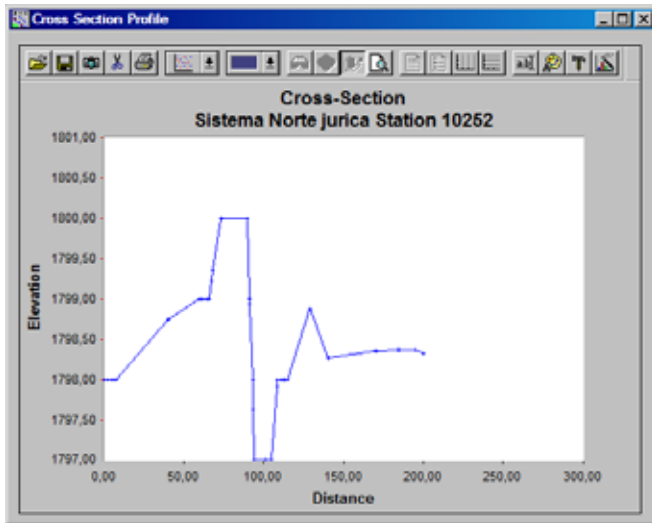 Cross Section Profile
Cross-Section
Sistema Norte jurica Station 10252
1801,00
1800,50
1800,00
1799,50
1799,00
1798,50
1798,00
1797,50
1797,00
Elevation
0,00 50,00 100,00 150,00 200,00 250,00 300,00
Distance